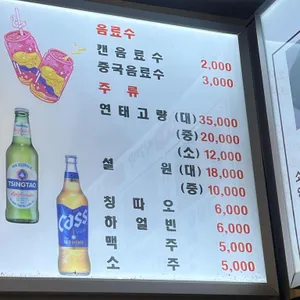 음료수
캔음료수 2,000
중국음료수 3,000
주류
연태고량 (대) 35,000
(중) 20,000
(소) 12,000
설원 (대) 18,000
(중) 10,000
칭따오 6,000
하얼빈 6,000
맥주 5,000
소주 5,000
TSINGTAO
Cass